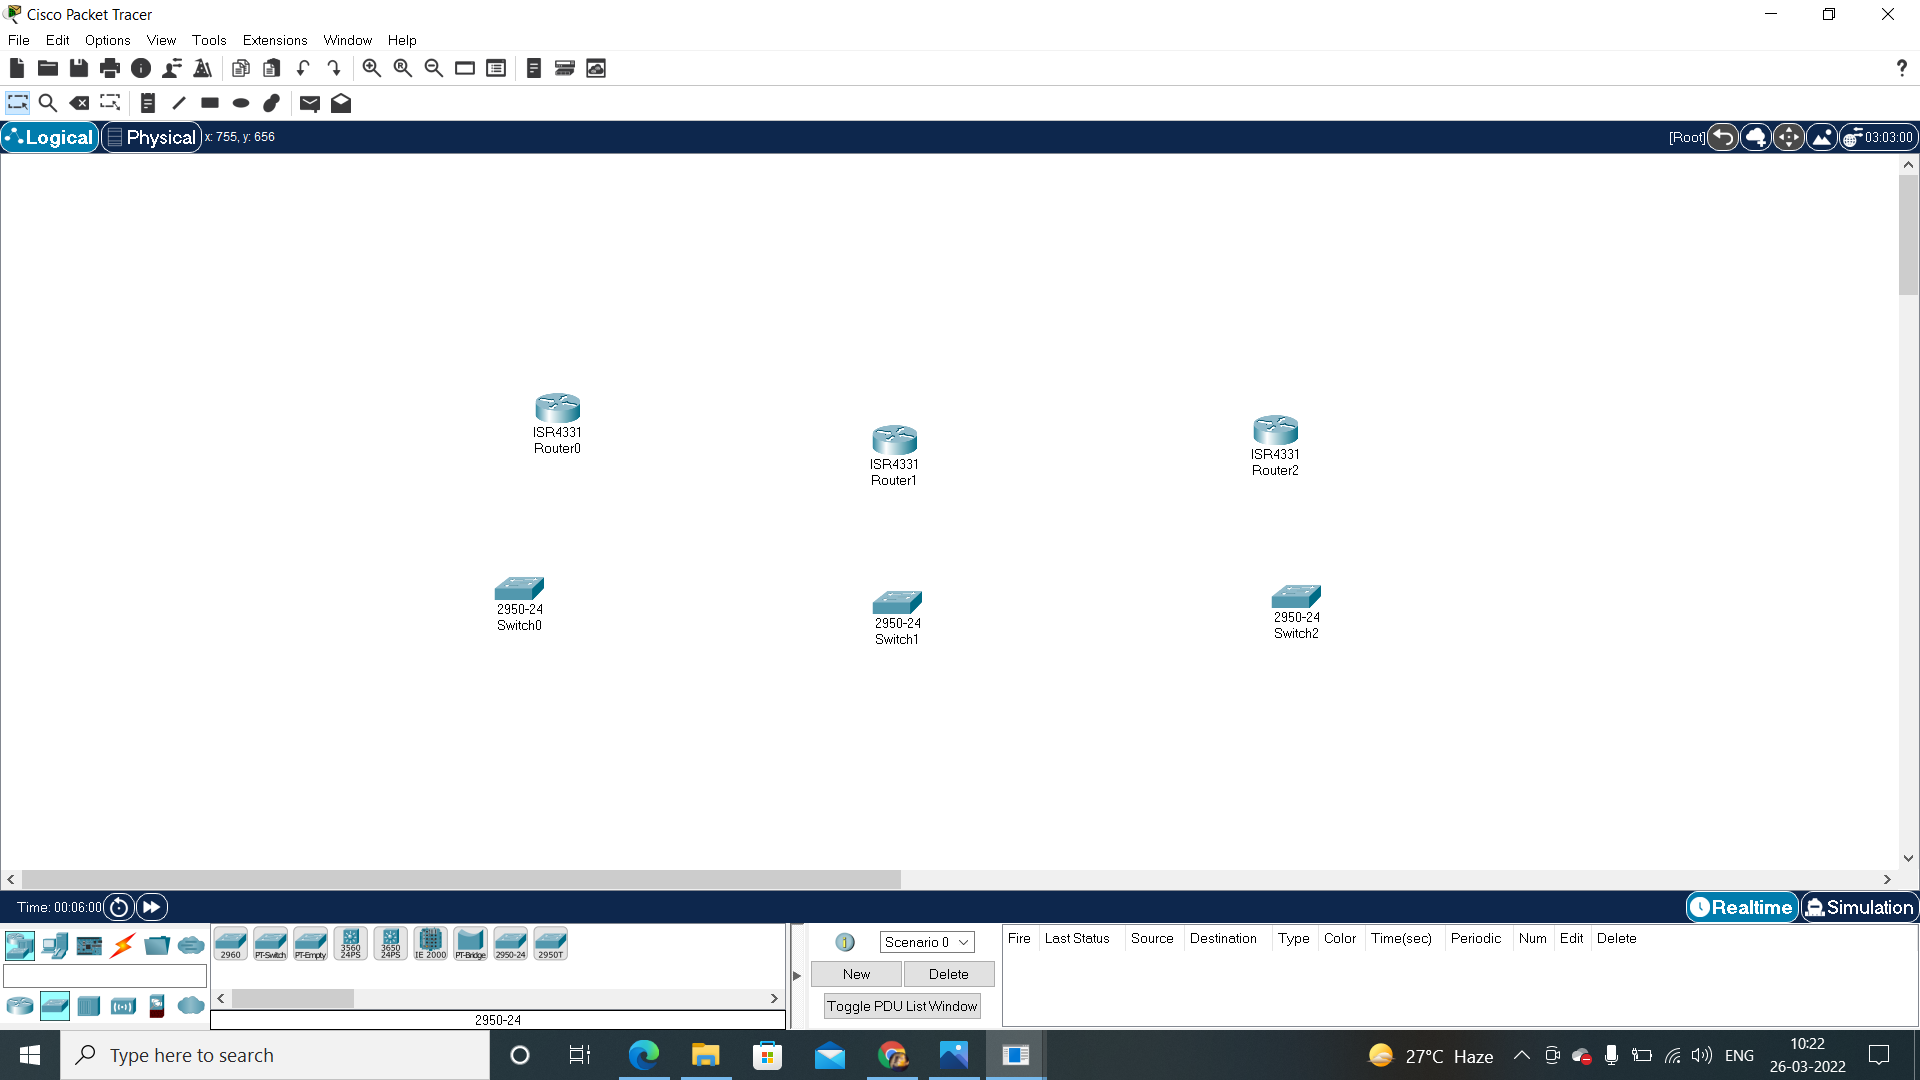 Cisco Packet Tracer
File Edit Options View Tools Extensions Window Help
?
Logical Physical x: 755, y: 656 [Root] 03:03:00
ISR4331
Router0
ISR4331
Router1
ISR4331
Router2
2950-24
Switch0
2950-24
Switch1
2950-24
Switch2
Time: 00:06:00 Realtime Simulation
2960 PT-Switch PT-Empty 3560 24PS 3650 24PS IE 2000 PT-Bridge 2950-24 2950T
2950-24
Scenario 0
New Delete
Toggle PDU List Window
Fire Last Status Source Destination Type Color Time(sec) Periodic Num Edit Delete
Type here to search
27°C Haze
ENG
10:22
26-03-2022